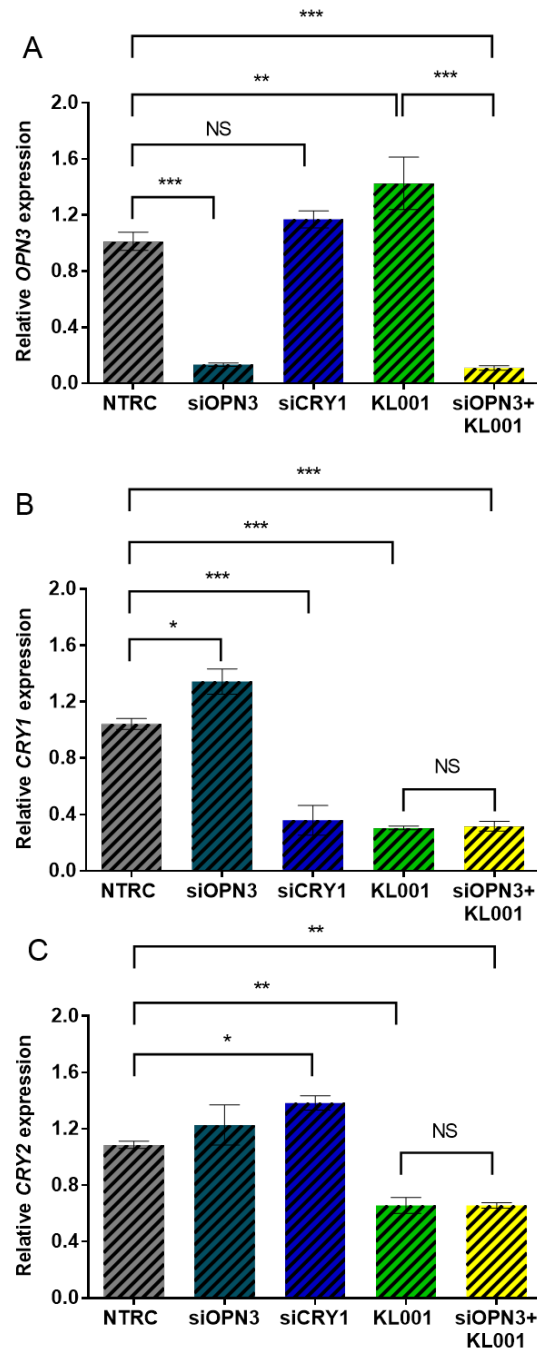 A
***
**
***
NS
***
Relative OPN3 expression
2.0
1.6
1.2
0.8
0.4
0.0
NTRC siOPN3 siCRY1 KL001 siOPN3+
KL001
B
***
***
***
*
NS
Relative CRY1 expression
2.0
1.6
1.2
0.8
0.4
0.0
NTRC siOPN3 siCRY1 KL001 siOPN3+
KL001
C
**
**
*
NS
Relative CRY2 expression
2.0
1.6
1.2
0.8
0.4
0.0
NTRC siOPN3 siCRY1 KL001 siOPN3+
KL001